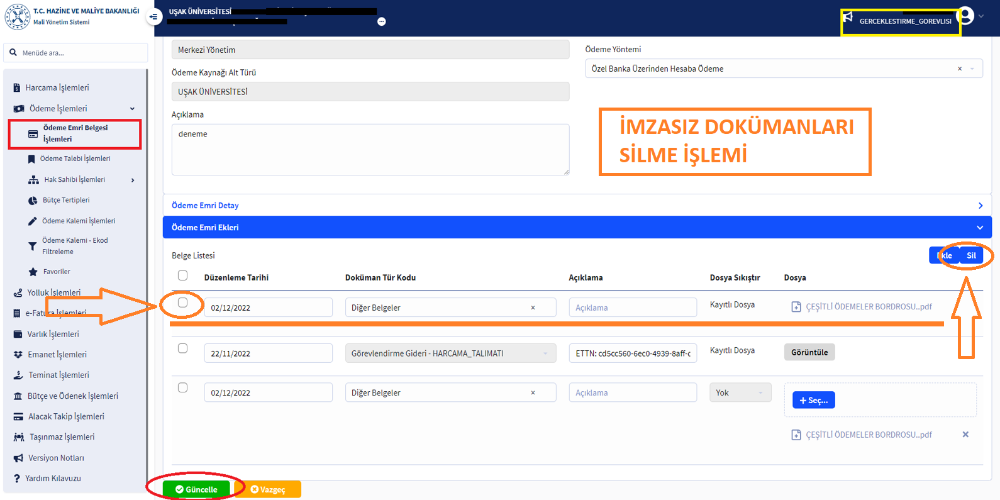 T.C. HAZİNE VE MALİYE BAKANLIĞI
Mali Yönetim Sistemi
UŞAK ÜNİVERSİTESİ
GERCEKLESTIRME_GOREVLISI
Menüde ara...
Harcama İşlemleri
Ödeme İşlemleri
Ödeme Emri Belgesi
İşlemleri
Ödeme Talebi İşlemleri
Hak Sahibi İşlemleri
Bütçe Tertipleri
Ödeme Kalemi İşlemleri
Ödeme Kalemi - Ekod
Filtreleme
Favoriler
Yolluk İşlemleri
e-Fatura İşlemleri
Varlık İşlemleri
Emanet İşlemleri
Teminat İşlemleri
Bütçe ve Ödenek İşlemleri
Alacak Takip İşlemleri
Taşınmaz İşlemleri
Versiyon Notları
Yardım Kılavuzu
Merkezi Yönetim
Ödeme Yöntemi
Özel Banka Üzerinden Hesaba Ödeme
Ödeme Kaynağı Alt Türü
UŞAK ÜNİVERSİTESİ
Açıklama
deneme
İMZASIZ DOKÜMANLARI
SİLME İŞLEMİ
Ödeme Emri Detay
Ödeme Emri Ekleri
Belge Listesi
Ekle Sil
Düzenleme Tarihi Doküman Tür Kodu Açıklama Dosya Sıkıştır Dosya
02/12/2022 Diğer Belgeler × Açıklama Kayıtlı Dosya ÇEŞİTLİ ÖDEMELER BORDROSU..pdf
22/11/2022 Görevlendirme Gideri - HARCAMA_TALIMATI ETTN: cd5cc560-6ec0-4939-8aff-c Kayıtlı Dosya Görüntüle
02/12/2022 Diğer Belgeler × Açıklama Yok + Seç...
ÇEŞİTLİ ÖDEMELER BORDROSU..pdf ×
Güncelle Vazgeç